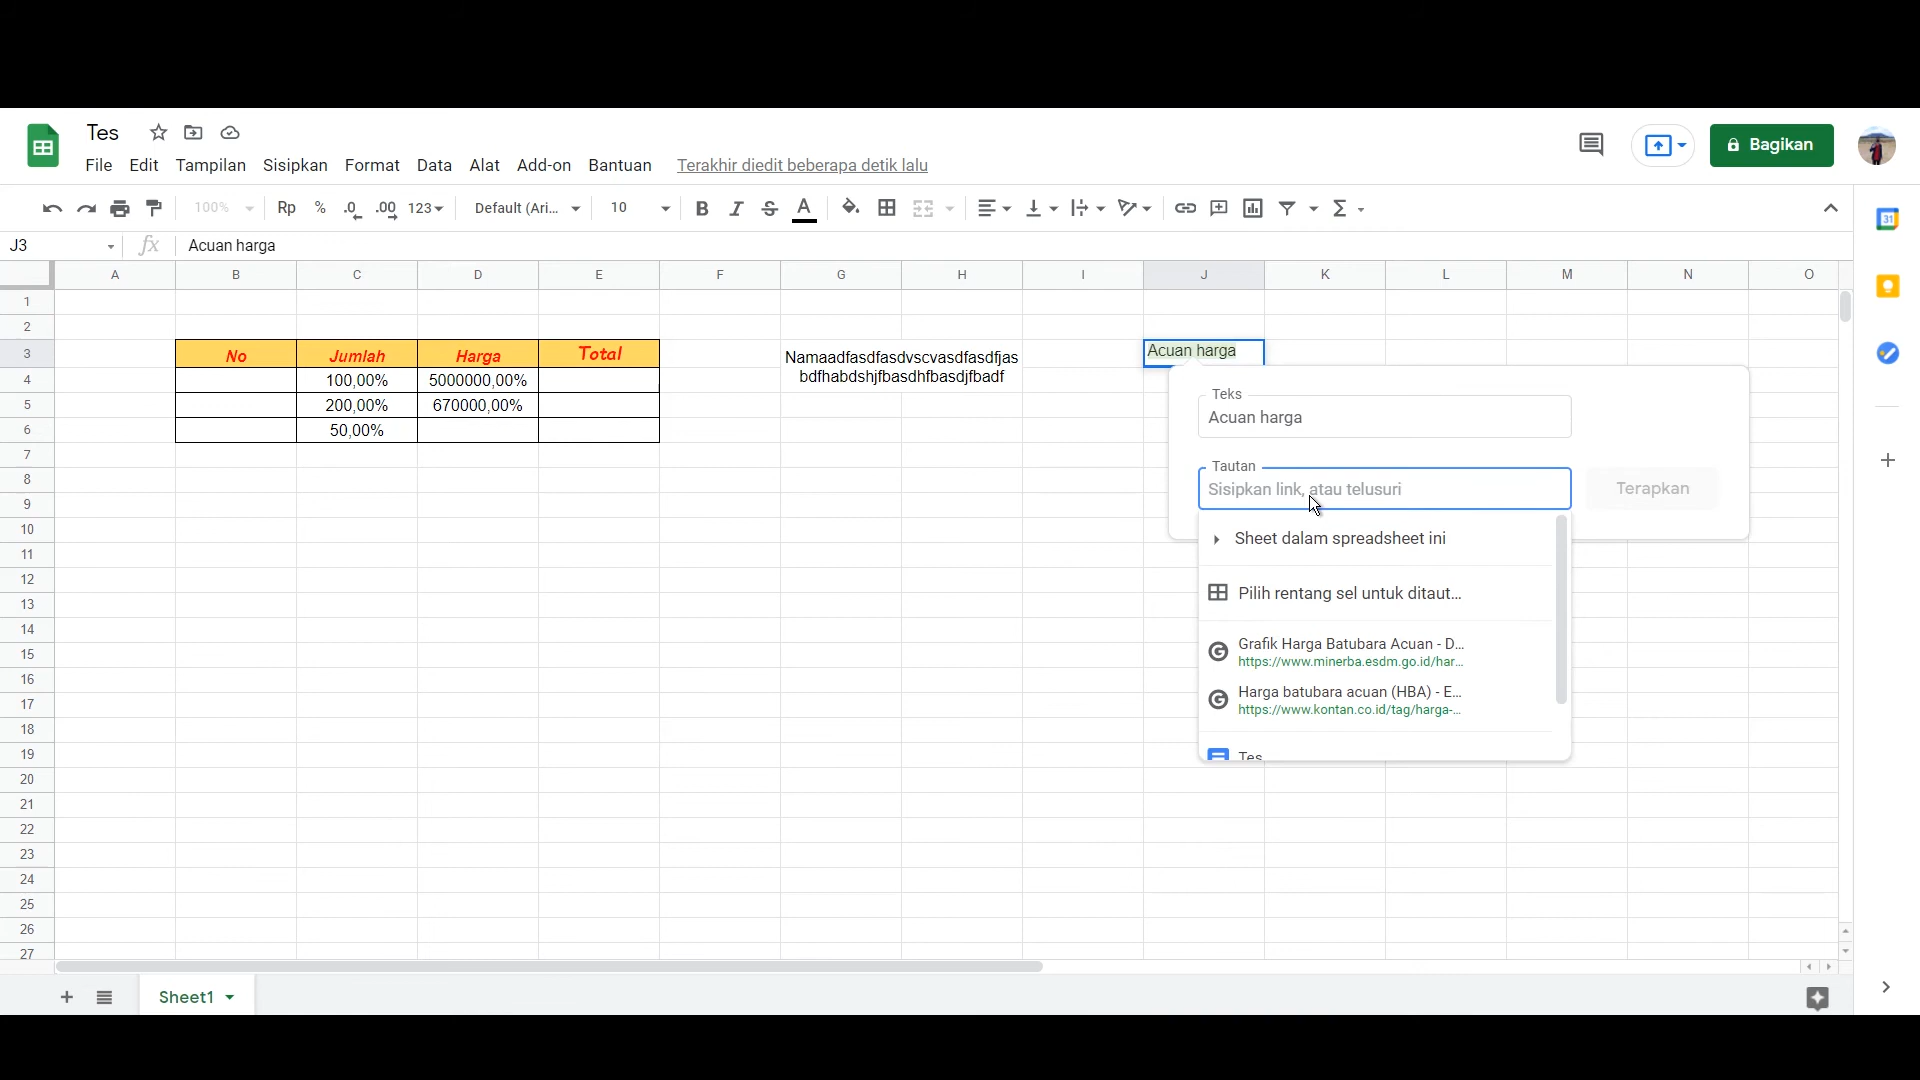 Tes
File Edit Tampilan Sisipkan Format Data Alat Add-on Bantuan Terakhir diedit beberapa detik lalu
Bagikan
100% Rp % .0 .00 123 Default (Ari... 10 B I S A
31
J3 fx Acuan harga
A B C D E F G H I J K L M N O
1
2
3 No Jumlah Harga Total Namaadfasdfasdvscvasdfasdfjas Acuan harga
4 100,00% 5000000,00% bdfhabdshjfbasdhfbasdjfbadf
5 200,00% 670000,00%
6 50,00%
7
8
9
10
11
12
13
14
15
16
17
18
19
20
21
22
23
24
25
26
27
Teks
Acuan harga
Tautan
Sisipkan link, atau telusuri Terapkan
Sheet dalam spreadsheet ini
Pilih rentang sel untuk ditaut...
Grafik Harga Batubara Acuan - D...
https://www.minerba.esdm.go.id/har...
Harga batubara acuan (HBA) - E...
https://www.kontan.co.id/tag/harga-...
Tes
Sheet1